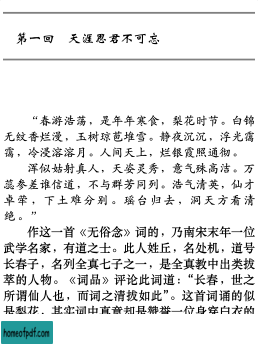 第一回　天涯思君不可忘
“春游浩荡，是年年寒食，梨花时节。白锦
无纹香烂漫，玉树琼苞堆雪。静夜沉沉，浮光霭
霭，冷浸溶溶月。人间天上，烂银霞照通彻。
浑似姑射真人，天姿灵秀，意气殊高洁。万
蕊参差谁信道，不与群芳同列。浩气清英，仙才
卓荦，下土难分别。瑶台归去，洞天方看清
绝。”
作这一首《无俗念》词的，乃南宋末年一位
武学名家，有道之士。此人姓丘，名处机，道号
长春子，名列全真七子之一，是全真教中出类拔
萃的人物。《词品》评论此词道：“长春，世之
所谓仙人也，而词之清拔如此”。这首词诵的似
是梨花，其实词中真意却是赞誉一位身穿白衣的
homeofpdf.com